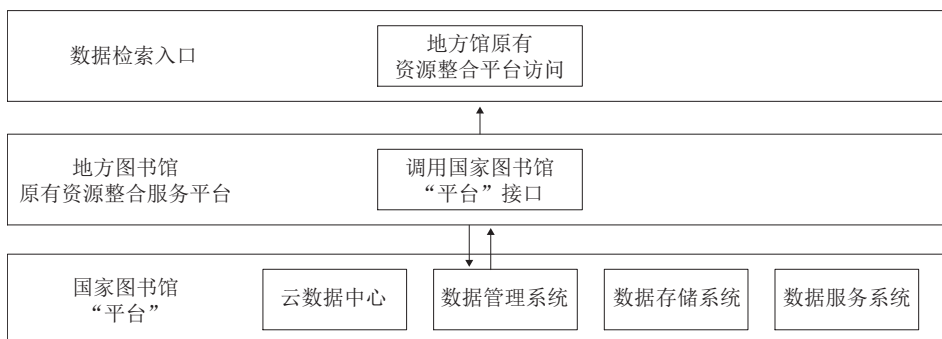 数据检索入口
地方馆原有
资源整合平台访问
地方图书馆
原有资源整合服务平台
调用国家图书馆
“平台”接口
国家图书馆
“平台”
云数据中心
数据管理系统
数据存储系统
数据服务系统